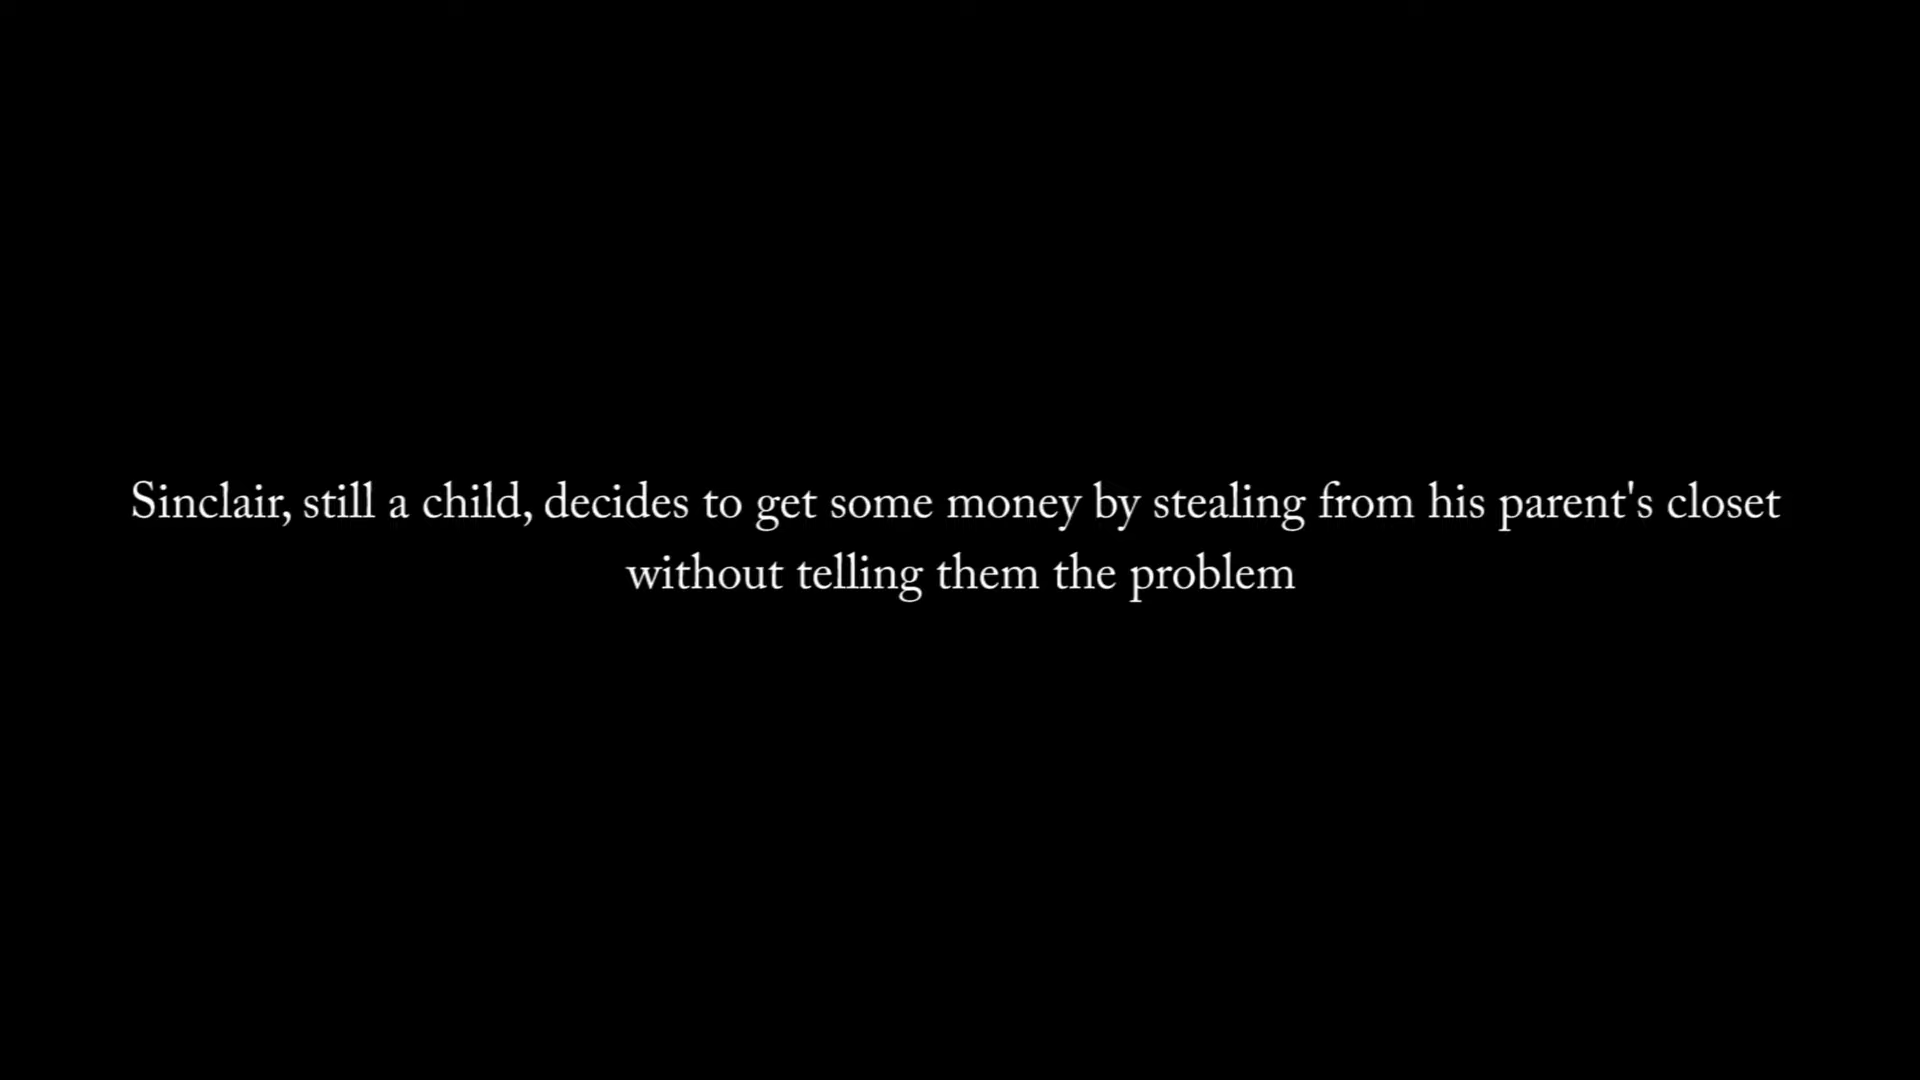 Sinclair, still a child, decides to get some money by stealing from his parent's closet
without telling them the problem